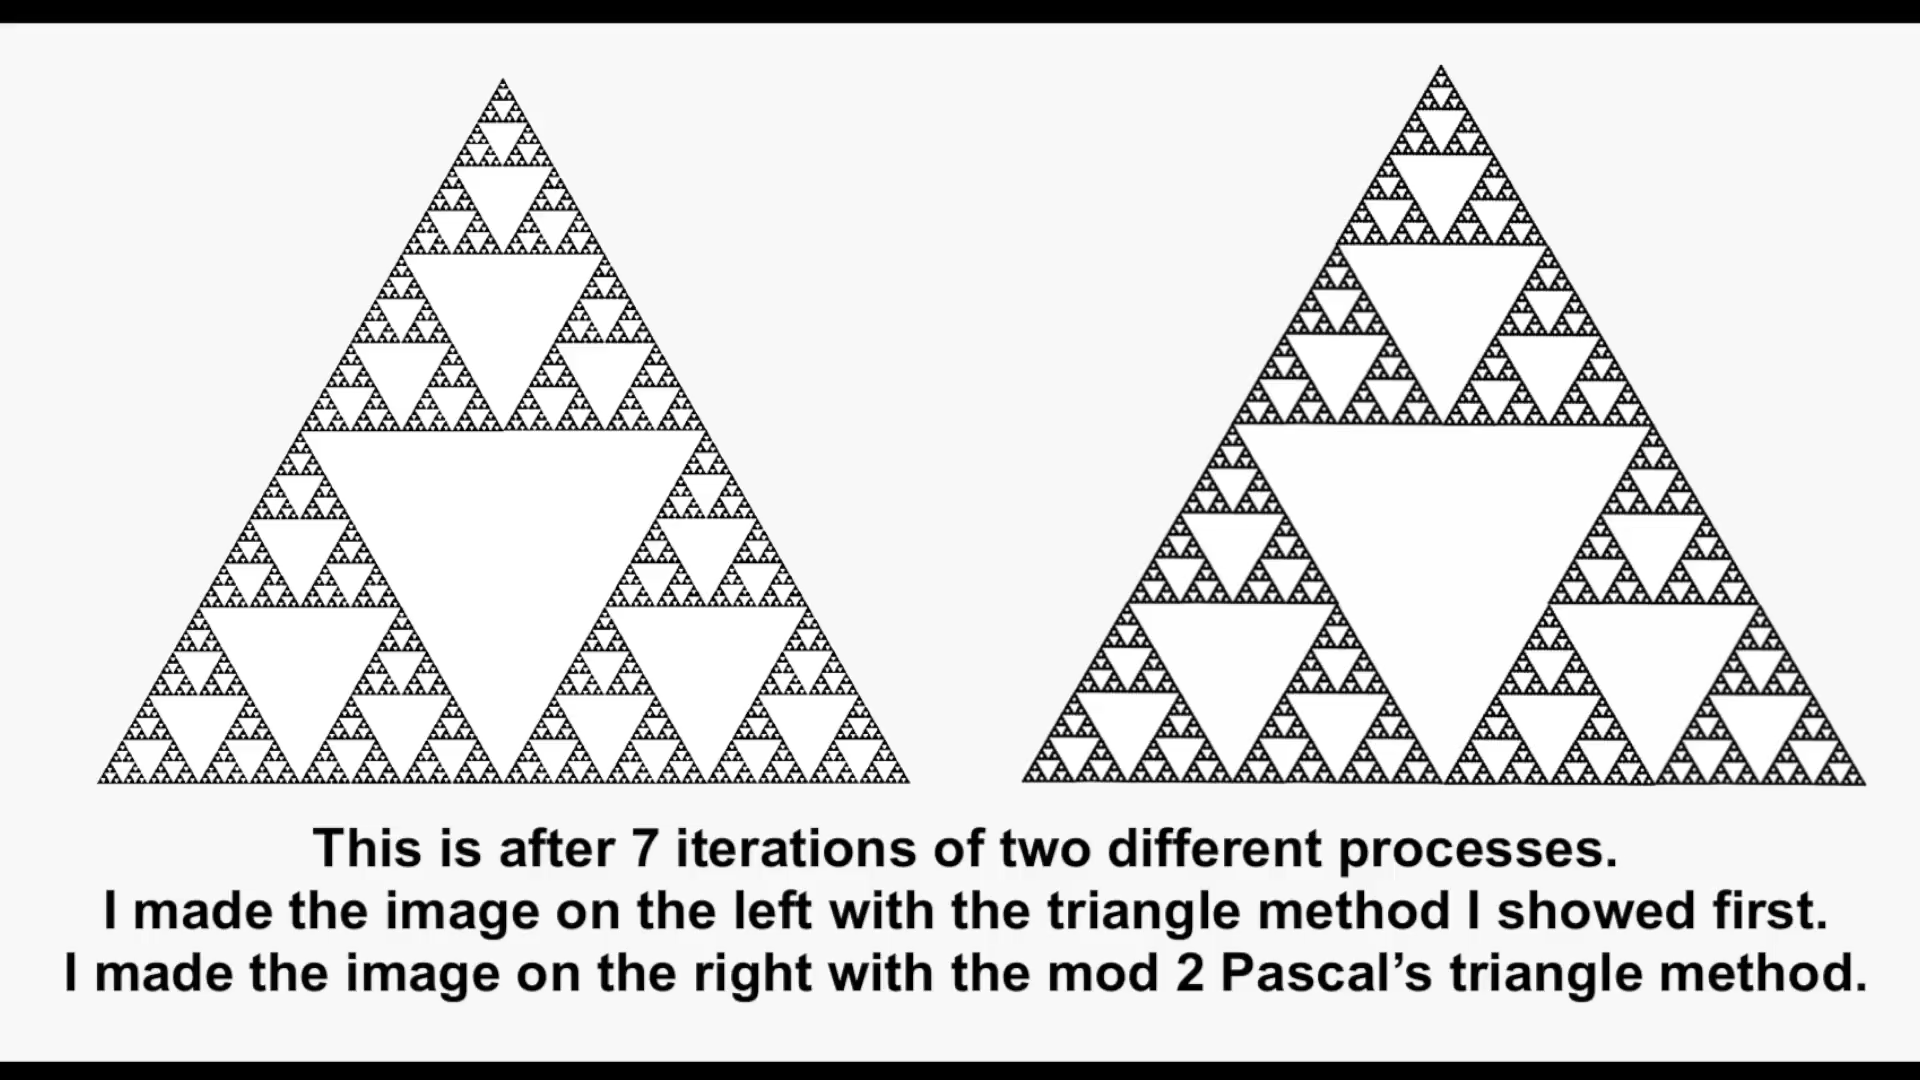 This is after 7 iterations of two different processes.
I made the image on the left with the triangle method I showed first.
I made the image on the right with the mod 2 Pascal’s triangle method.